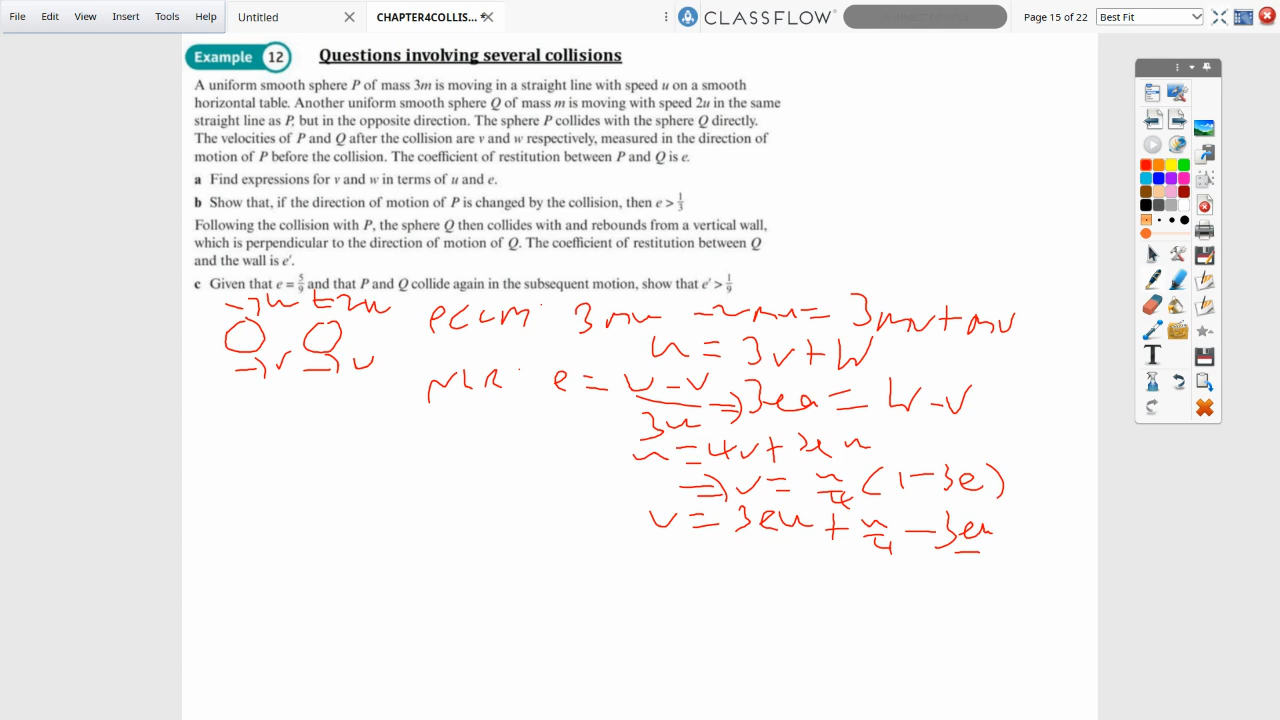 File Edit View Insert Tools Help
Untitled
CHAPTER4COLLIS...
CLASSFLOW
Page 15 of 22
Best Fit
Example 12 Questions involving several collisions
A uniform smooth sphere P of mass 3m is moving in a straight line with speed u on a smooth
horizontal table. Another uniform smooth sphere Q of mass m is moving with speed 2u in the same
straight line as P, but in the opposite direction. The sphere P collides with the sphere Q directly.
The velocities of P and Q after the collision are v and w respectively, measured in the direction of
motion of P before the collision. The coefficient of restitution between P and Q is e.
a Find expressions for v and w in terms of u and e.
b Show that, if the direction of motion of P is changed by the collision, then e > 1/3
Following the collision with P, the sphere Q then collides with and rebounds from a vertical wall,
which is perpendicular to the direction of motion of Q. The coefficient of restitution between Q
and the wall is e′.
c Given that e = 5/9 and that P and Q collide again in the subsequent motion, show that e′ > 1/9
→u ←2u
→v →w
PCLM 3mu - 2mu = 3mv + mw
u = 3v + w
NLR e = w - v / 3u ⇒ 3eu = w - v
u = 4v + 3eu
⇒ v = u/4 (1 - 3e)
w = 3eu + u/4 - 3eu